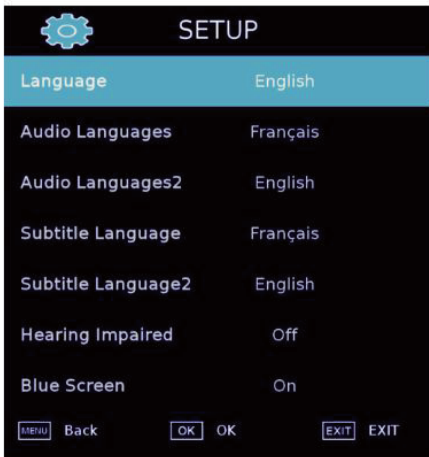 SETUP
Language English
Audio Languages Français
Audio Languages2 English
Subtitle Language Français
Subtitle Language2 English
Hearing Impaired Off
Blue Screen On
MENU Back OK OK EXIT EXIT